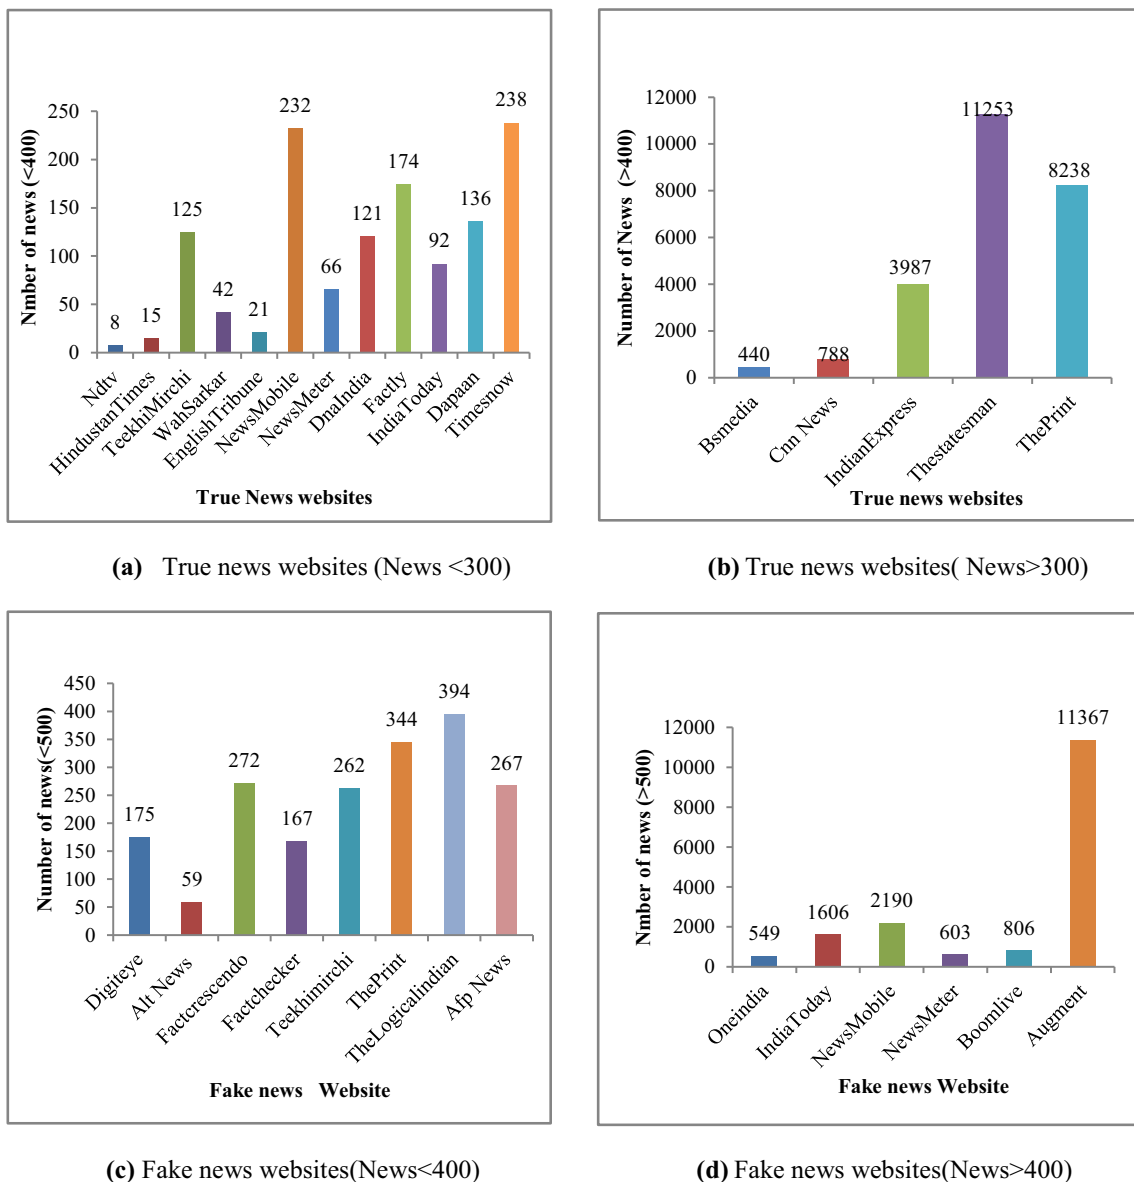 Nmber of news (<400)
250
200
150
100
50
0
8
15
125
42
21
232
66
121
174
92
136
238
Ndtv
HindustanTimes
TeekhiMirchi
WahSarkar
EnglishTribune
NewsMobile
NewsMeter
DnaIndia
Factly
IndiaToday
Dapaan
Timesnow
True News websites
(a) True news websites (News <300)
Number of News (>400)
12000
10000
8000
6000
4000
2000
0
440
788
3987
11253
8238
Bsmedia
Cnn News
IndianExpress
Thestatesman
ThePrint
True news websites
(b) True news websites( News>300)
Number of news(<500)
450
400
350
300
250
200
150
100
50
0
175
59
272
167
262
344
394
267
Digiteye
Alt News
Factcrescendo
Factchecker
Teekhimirchi
ThePrint
TheLogicalindian
Afp News
Fake news Website
(c) Fake news websites(News<400)
Nmber of news (>500)
12000
10000
8000
6000
4000
2000
0
549
1606
2190
603
806
11367
Oneindia
IndiaToday
NewsMobile
NewsMeter
Boomlive
Augment
Fake news Website
(d) Fake news websites(News>400)